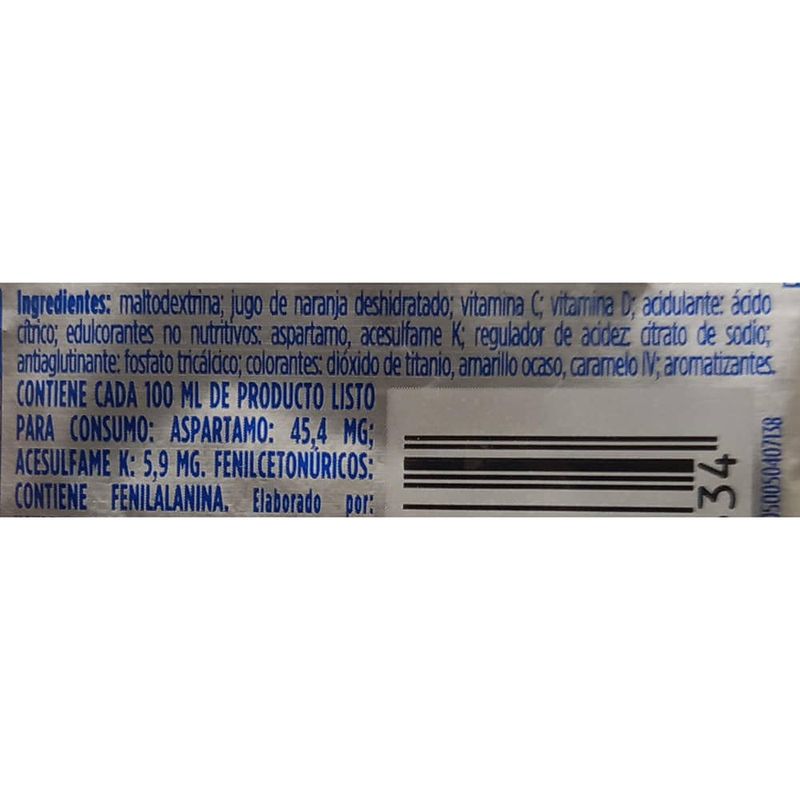 Ingredientes: maltodextrina; jugo de naranja deshidratado; vitamina C; vitamina D; acidulante: ácido
cítrico; edulcorantes no nutritivos: aspartamo, acesulfame K; regulador de acidez: citrato de sodio;
antiaglutinante: fosfato tricálcico; colorantes: dióxido de titanio, amarillo ocaso, caramelo IV; aromatizantes.
CONTIENE CADA 100 ML DE PRODUCTO LISTO
PARA CONSUMO: ASPARTAMO: 45,4 MG;
ACESULFAME K: 5,9 MG. FENILCETONÚRICOS:
CONTIENE FENILALANINA. Elaborado por:
34